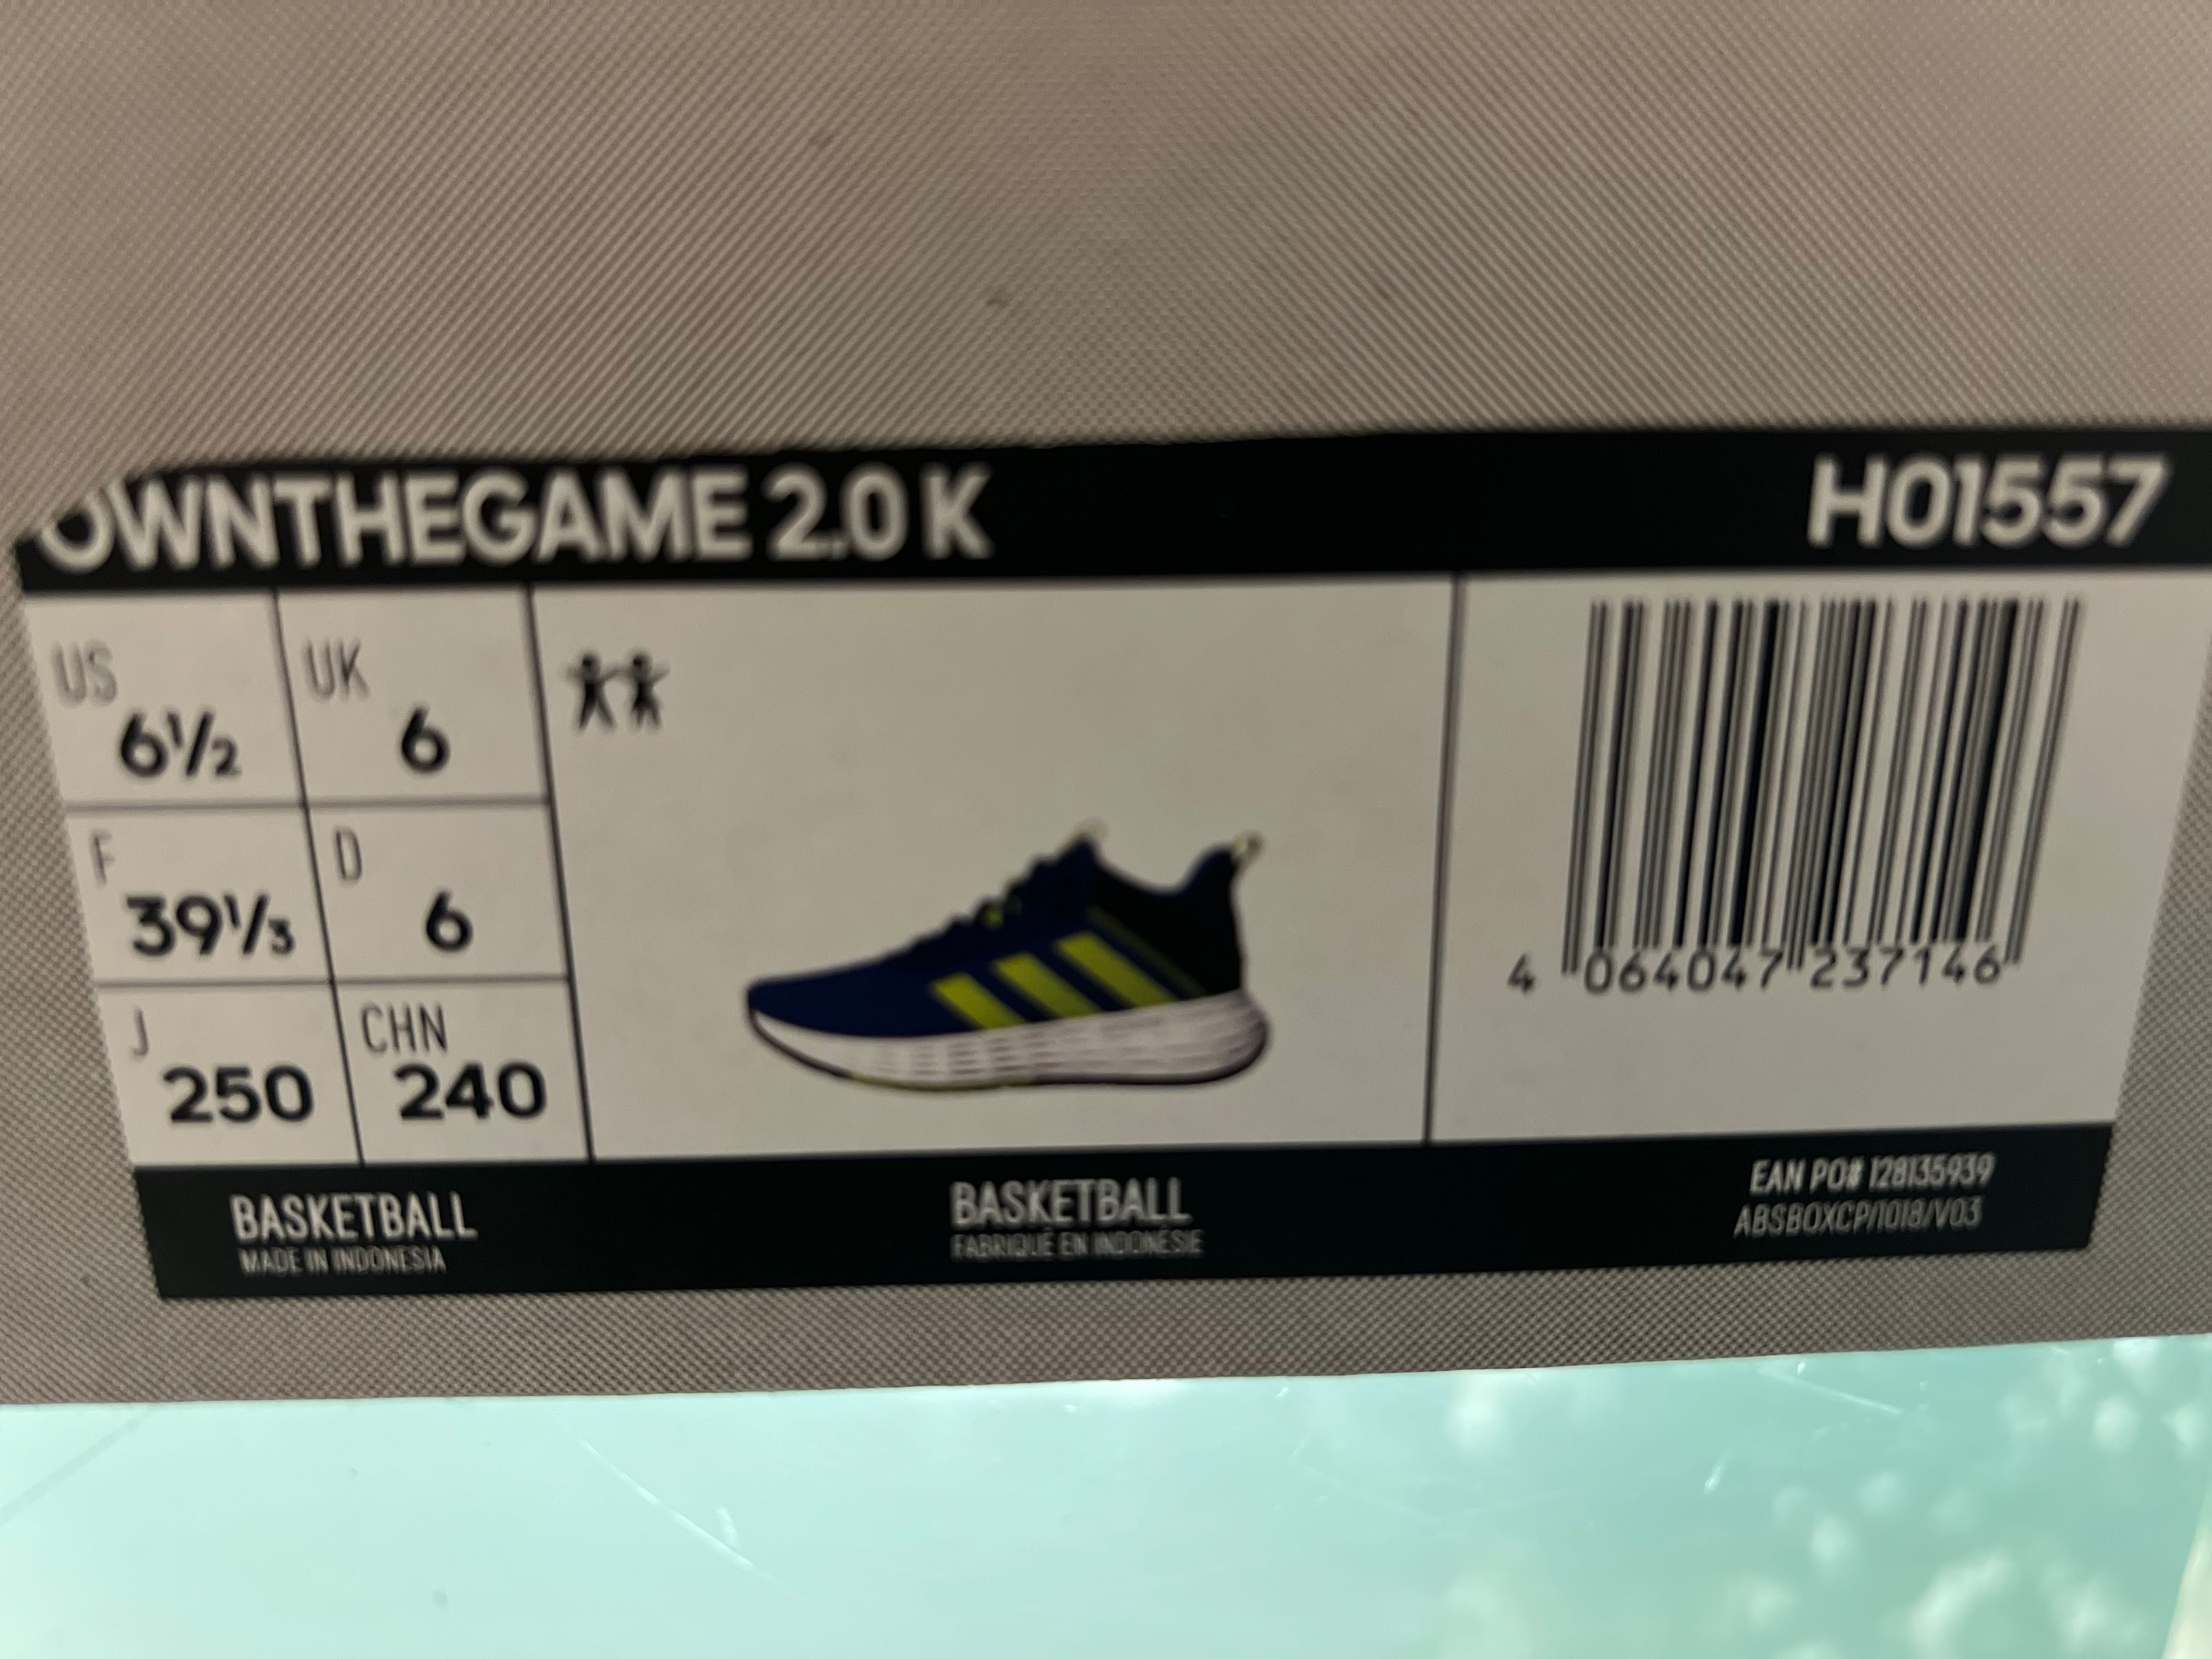 OWNTHEGAME 2.0 K
H01557
US
6½
UK
6
F
39⅓
D
6
J
250
CHN
240
4 064047 237146
BASKETBALL
MADE IN INDONESIA
BASKETBALL
FABRIQUÉ EN INDONÉSIE
EAN PO# 128135939
ABSBOXCP/1018/V03